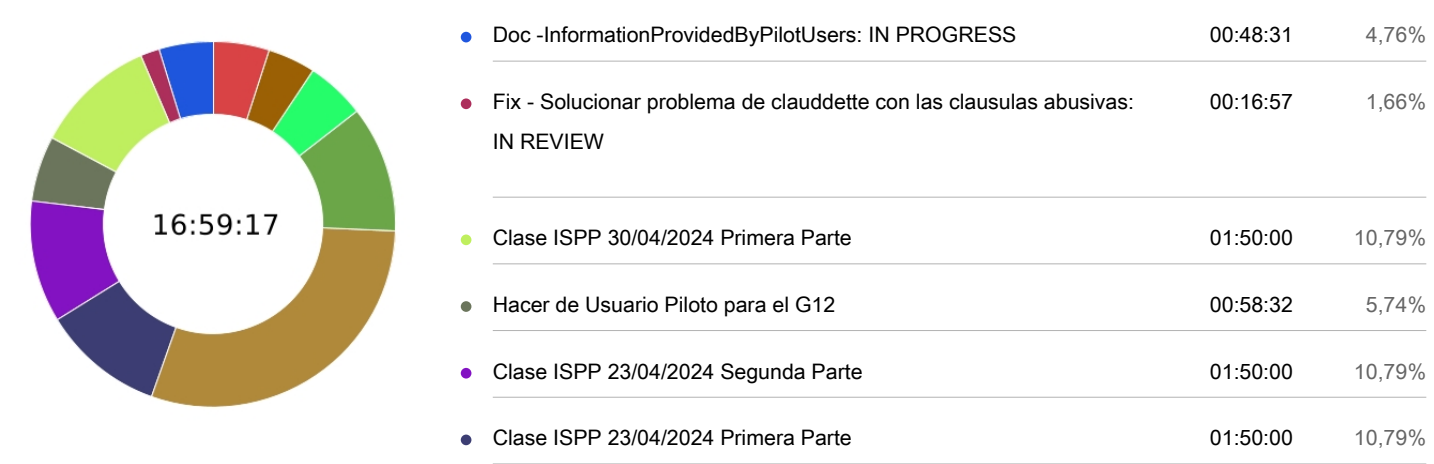 16:59:17
Doc -InformationProvidedByPilotUsers: IN PROGRESS 00:48:31 4,76%
Fix - Solucionar problema de clauddette con las clausulas abusivas: 00:16:57 1,66%
IN REVIEW
Clase ISPP 30/04/2024 Primera Parte 01:50:00 10,79%
Hacer de Usuario Piloto para el G12 00:58:32 5,74%
Clase ISPP 23/04/2024 Segunda Parte 01:50:00 10,79%
Clase ISPP 23/04/2024 Primera Parte 01:50:00 10,79%